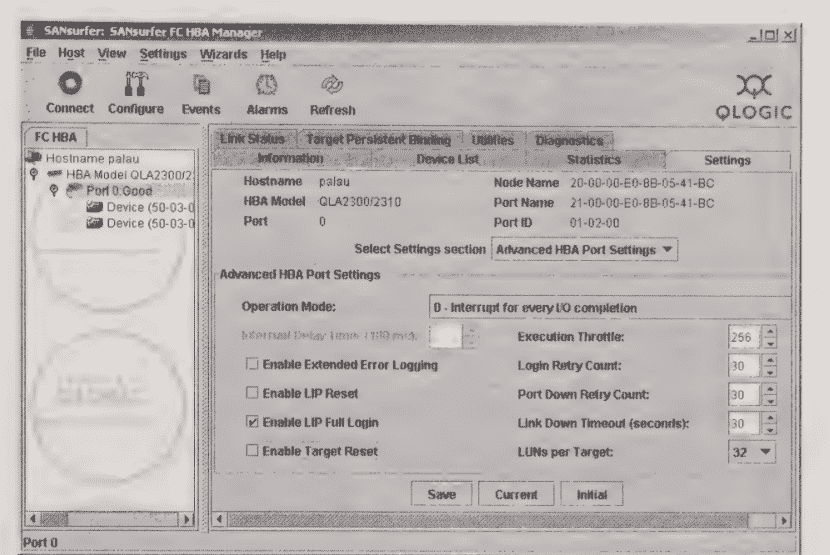 SANsurfer: SANsurfer FC HBA Manager
File Host View Settings Wizards Help
Connect Configure Events Alarms Refresh
QLOGIC
FC HBA
Hostname palau
HBA Model QLA2300/2
Port 0:Good
Device (50-03-0
Device (50-03-0
Link Status Target Persistent Binding Utilities Diagnostics
Information Device List Statistics Settings
Hostname palau Node Name 20-00-00-E0-8B-05-41-BC
HBA Model QLA2300/2310 Port Name 21-00-00-E0-8B-05-41-BC
Port 0 Port ID 01-02-00
Select Settings section Advanced HBA Port Settings
Advanced HBA Port Settings
Operation Mode: 0 - Interrupt for every I/O completion
Interrupt Delay Timer (100 ms): Execution Throttle: 256
Enable Extended Error Logging Login Retry Count: 30
Enable LIP Reset Port Down Retry Count: 30
Enable LIP Full Login Link Down Timeout (seconds): 30
Enable Target Reset LUNs per Target: 32
Save Current Initial
Port 0